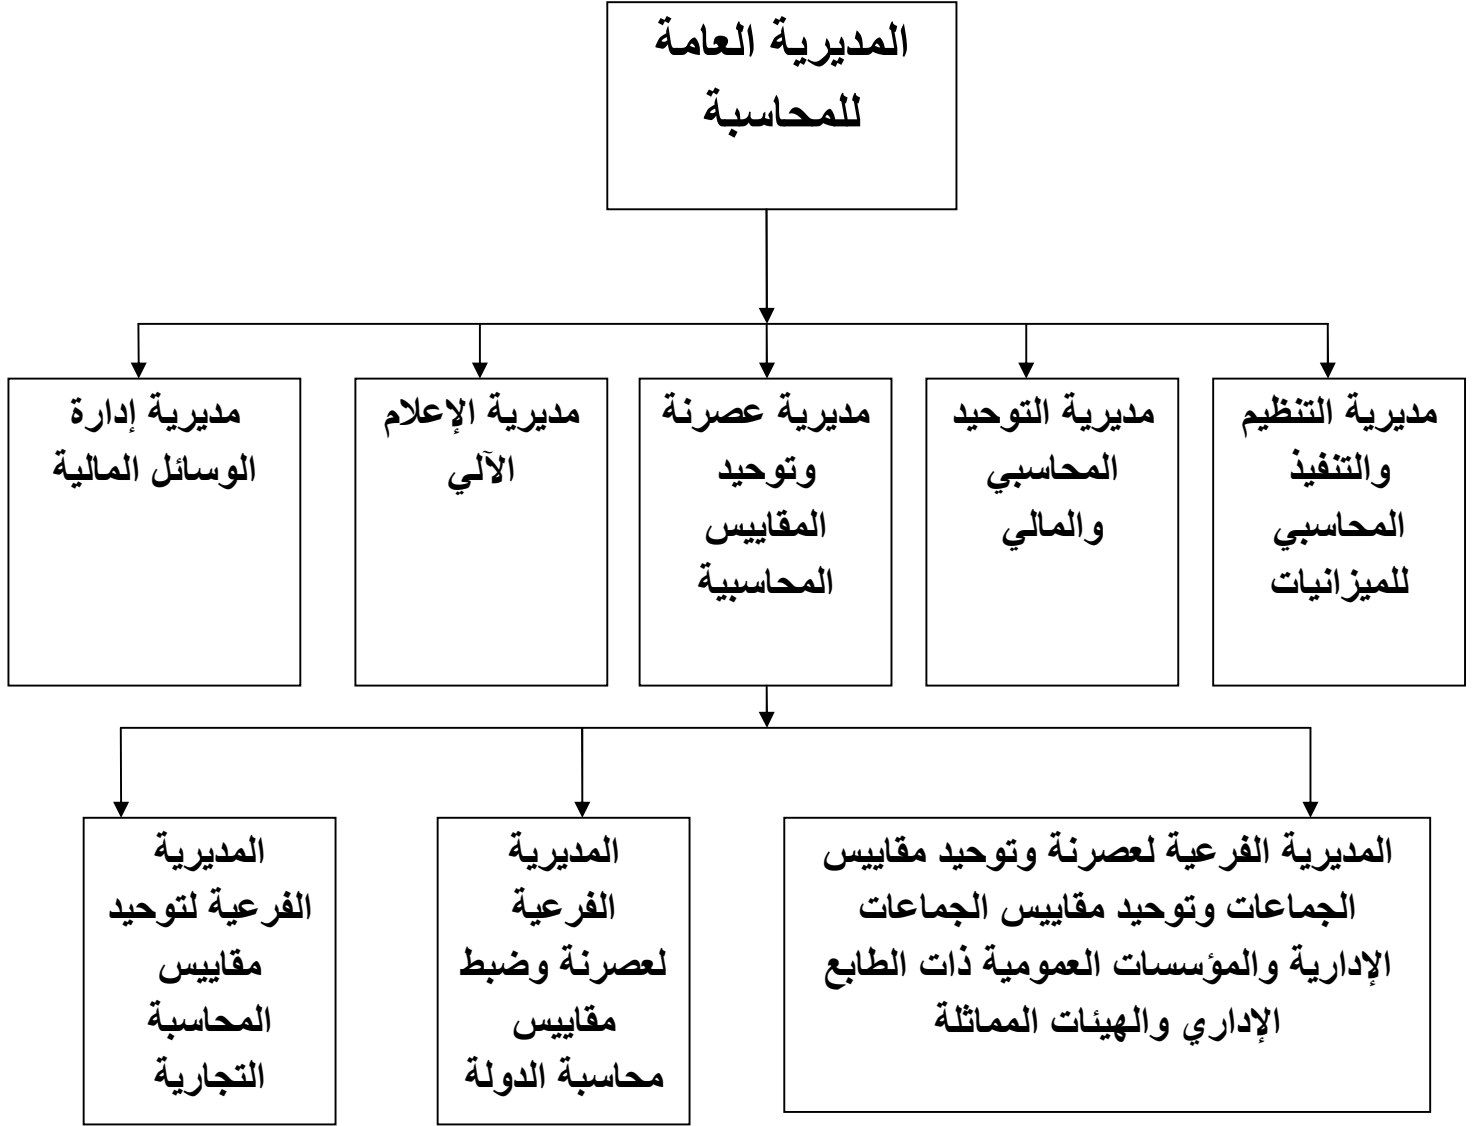 المديرية العامة
للمحاسبة
مديرية التنظيم
والتنفيذ
المحاسبي
للميزانيات
مديرية التوحيد
المحاسبي
والمالي
مديرية عصرنة
وتوحيد
المقاييس
المحاسبية
مديرية الإعلام
الآلي
مديرية إدارة
الوسائل المالية
المديرية الفرعية لعصرنة وتوحيد مقاييس
الجماعات وتوحيد مقاييس الجماعات
الإدارية والمؤسسات العمومية ذات الطابع
الإداري والهيئات المماثلة
المديرية
الفرعية
لعصرنة وضبط
مقاييس
محاسبة الدولة
المديرية
الفرعية لتوحيد
مقاييس
المحاسبة
التجارية